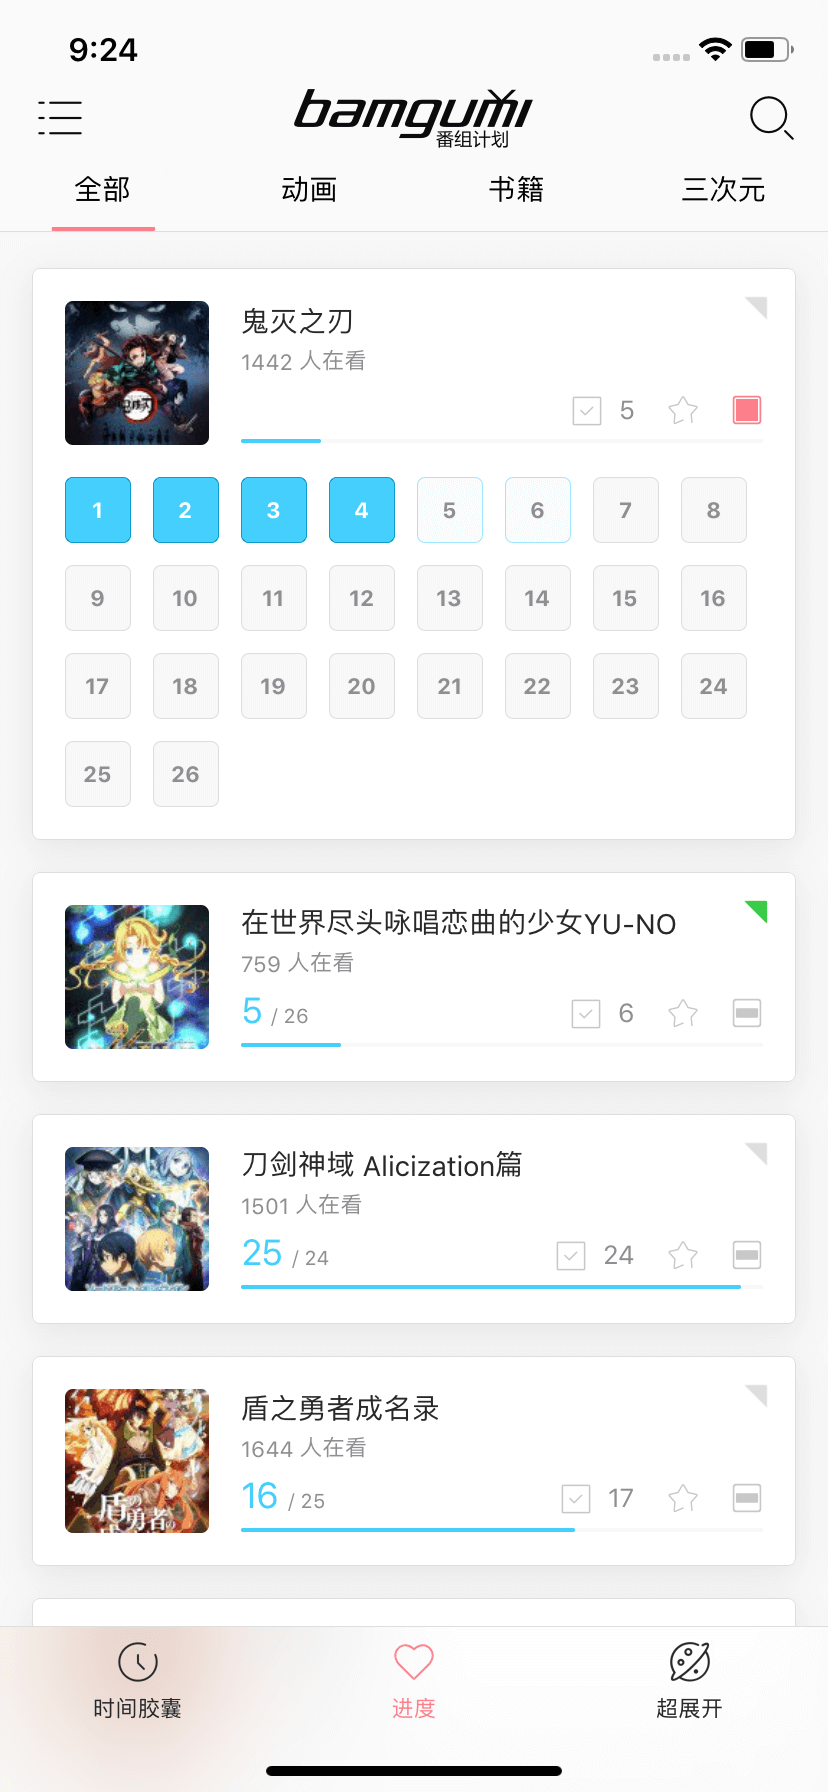 9:24
bamgumi
番组计划
全部 动画 书籍 三次元
鬼灭之刃
1442 人在看
5
1 2 3 4 5 6 7 8
9 10 11 12 13 14 15 16
17 18 19 20 21 22 23 24
25 26
在世界尽头咏唱恋曲的少女YU-NO
759 人在看
5 / 26 6
刀剑神域 Alicization篇
1501 人在看
25 / 24 24
盾之勇者成名录
1644 人在看
16 / 25 17
盾の
勇者の
时间胶囊 进度 超展开